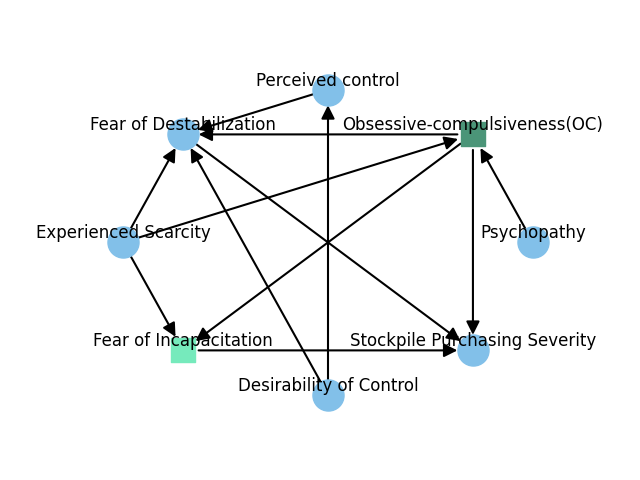 Perceived control
Fear of Destabilization
Obsessive-compulsiveness(OC)
Experienced Scarcity
Psychopathy
Fear of Incapacitation
Stockpile Purchasing Severity
Desirability of Control